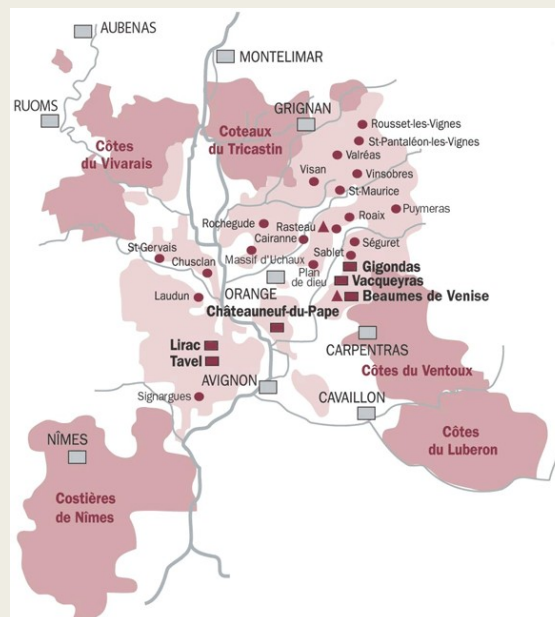 AUBENAS
MONTELIMAR
RUOMS
GRIGNAN
Côtes
du Vivarais
Coteaux
du Tricastin
Rousset-les-Vignes
St-Pantaléon-les-Vignes
Valréas
Visan
Vinsobres
St-Maurice
Puymeras
Rochegude
Rasteau
Roaix
Cairanne
Séguret
St-Gervais
Chusclan
Massif d'Uchaux
Sablet
Plan
de dieu
Gigondas
Vacqueyras
Laudun
ORANGE
Beaumes de Venise
Châteauneuf-du-Pape
Lirac
Tavel
CARPENTRAS
Côtes du Ventoux
AVIGNON
Signargues
CAVAILLON
NÎMES
Côtes
du Luberon
Costières
de Nîmes